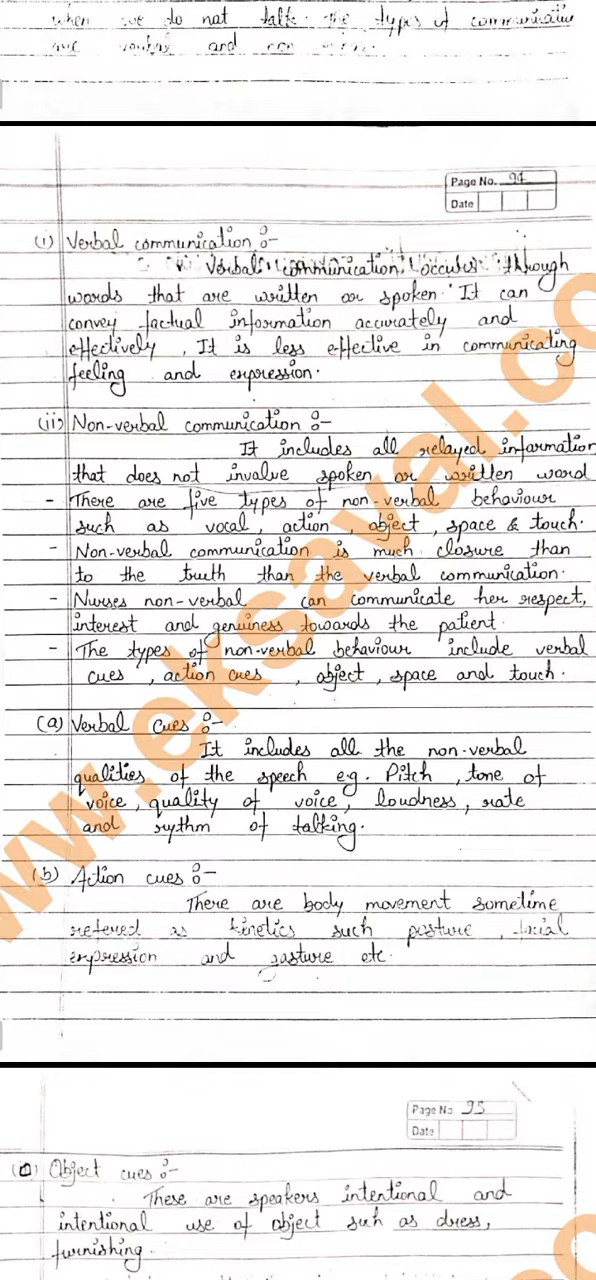 when we do not talk. The types of communication
are verbal and non
Page No. 94
Date
(i) Verbal communication :-
Verbal communication occures through
words that are written or spoken. It can
convey factual information accurately and
effectively, It is less effective in communicating
feeling and expression.
(ii) Non-verbal communication :-
It includes all relayed information
that does not involve spoken or written word
- There are five types of non-verbal behaviour
such as vocal, action object, space & touch.
- Non-verbal communication is much closure than
to the truth than the verbal communication.
- Nurses non-verbal can communicate her respect,
interest and genuiness towards the patient.
- The types of non-verbal behaviour include verbal
cues, action cues, object, space and touch.
(a) Verbal cues :-
It includes all the non-verbal
qualities of the speech eg. Pitch, tone of
voice, quality of voice, loudness, rate
and rythm of talking.
(b) Action cues :-
There are body movement sometime
refered as kinetics such posture, facial
expression and gasture etc.
Page No. 95
Date
Object cues :-
These are speakers intentional and
intentional use of object such as dress,
furnishing.
www.eksaval.co